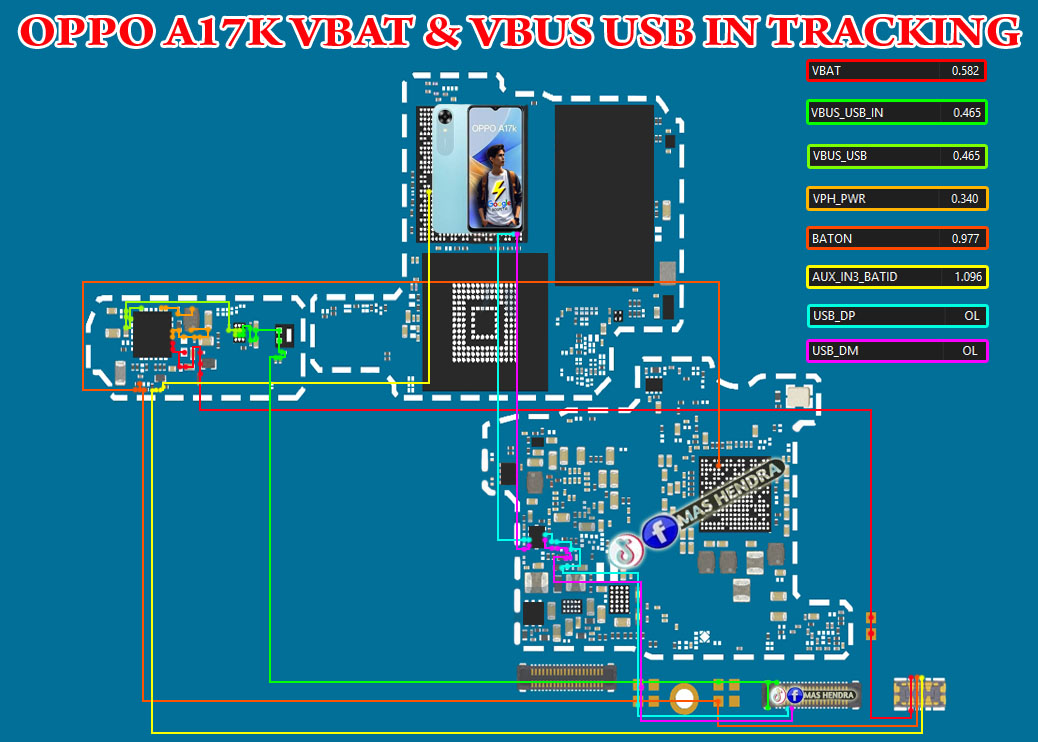 OPPO A17K VBAT & VBUS USB IN TRACKING
VBAT 0.582
VBUS_USB_IN 0.465
VBUS_USB 0.465
VPH_PWR 0.340
BATON 0.977
AUX_IN3_BATID 1.096
USB_DP OL
USB_DM OL
OPPO A17k
Google
MAS HENDRA
MAS HENDRA